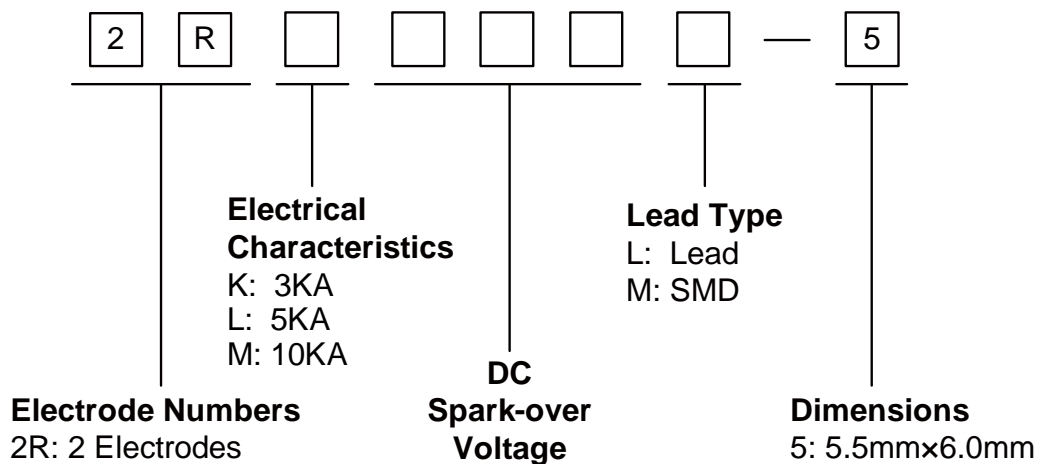 2 R — 5
Electrical
Characteristics
K: 3KA
L: 5KA
M: 10KA
Lead Type
L: Lead
M: SMD
Electrode Numbers
2R: 2 Electrodes
DC
Spark-over
Voltage
Dimensions
5: 5.5mm×6.0mm